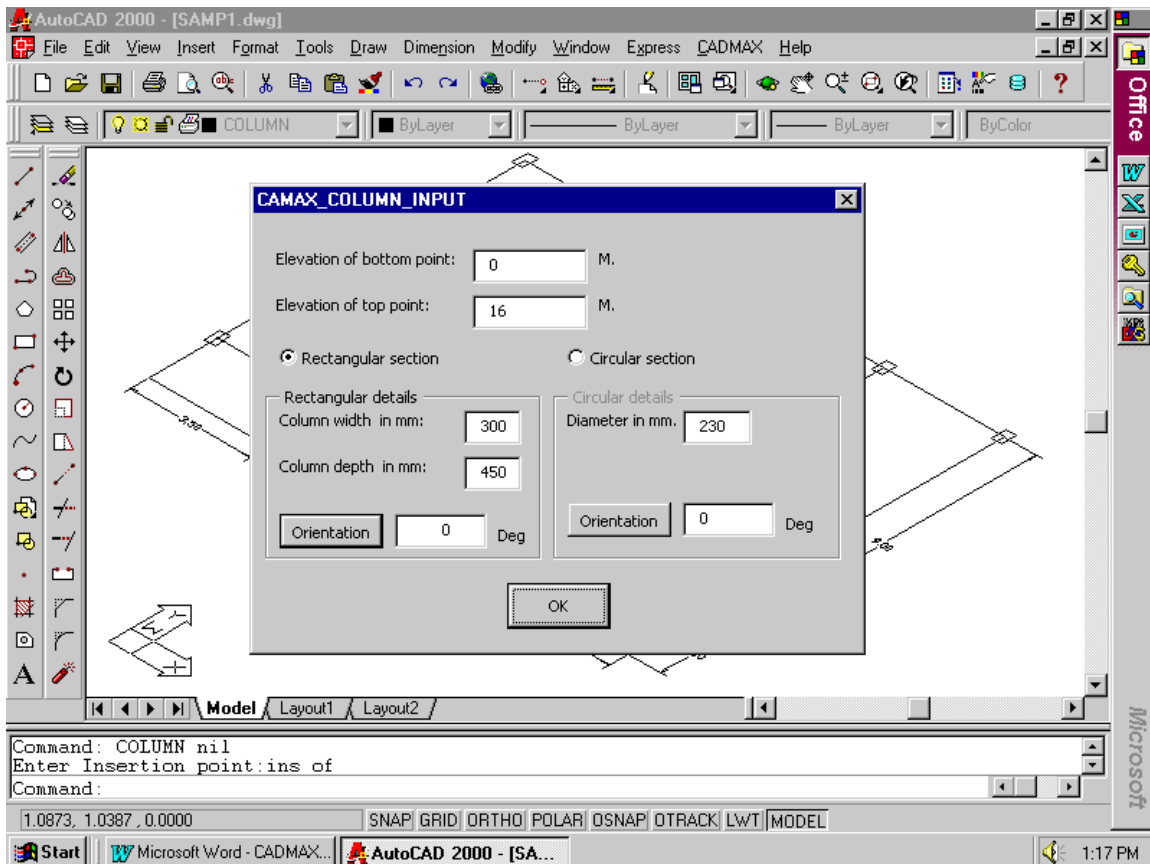 AutoCAD 2000 - [SAMP1.dwg]
File Edit View Insert Format Tools Draw Dimension Modify Window Express CADMAX Help
COLUMN ByLayer ByLayer ByLayer ByColor
Office
CAMAX_COLUMN_INPUT
Elevation of bottom point: 0 M.
Elevation of top point: 16 M.
Rectangular section Circular section
Rectangular details Circular details
Column width in mm: 300 Diameter in mm. 230
Column depth in mm: 450
Orientation 0 Deg Orientation 0 Deg
OK
Model Layout1 Layout2
Command: COLUMN nil
Enter Insertion point:ins of
Command:
Microsoft
1.0873, 1.0387 , 0.0000 SNAP GRID ORTHO POLAR OSNAP OTRACK LWT MODEL
Start Microsoft Word - CADMAX... AutoCAD 2000 - [SA... 1:17 PM